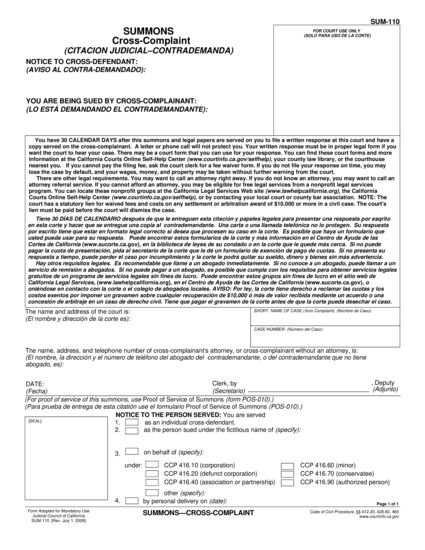 SUM-110
SUMMONS
Cross-Complaint
(CITACION JUDICIAL–CONTRADEMANDA)
FOR COURT USE ONLY
(SOLO PARA USO DE LA CORTE)
NOTICE TO CROSS-DEFENDANT:
(AVISO AL CONTRA-DEMANDADO):
YOU ARE BEING SUED BY CROSS-COMPLAINANT:
(LO ESTÁ DEMANDANDO EL CONTRADEMANDANTE):
You have 30 CALENDAR DAYS after this summons and legal papers are served on you to file a written response at this court and have a
copy served on the cross-complainant. A letter or phone call will not protect you. Your written response must be in proper legal form if you
want the court to hear your case. There may be a court form that you can use for your response. You can find these court forms and more
information at the California Courts Online Self-Help Center (www.courtinfo.ca.gov/selfhelp), your county law library, or the courthouse
nearest you. If you cannot pay the filing fee, ask the court clerk for a fee waiver form. If you do not file your response on time, you may
lose the case by default, and your wages, money, and property may be taken without further warning from the court.
There are other legal requirements. You may want to call an attorney right away. If you do not know an attorney, you may want to call an
attorney referral service. If you cannot afford an attorney, you may be eligible for free legal services from a nonprofit legal services
program. You can locate these nonprofit groups at the California Legal Services Web site (www.lawhelpcalifornia.org), the California
Courts Online Self-Help Center (www.courtinfo.ca.gov/selfhelp), or by contacting your local court or county bar association. NOTE: The
court has a statutory lien for waived fees and costs on any settlement or arbitration award of $10,000 or more in a civil case. The court's
lien must be paid before the court will dismiss the case.
Tiene 30 DÍAS DE CALENDARIO después de que le entreguen esta citación y papeles legales para presentar una respuesta por escrito
en esta corte y hacer que se entregue una copia al contrademandante. Una carta o una llamada telefónica no lo protegen. Su respuesta
por escrito tiene que estar en formato legal correcto si desea que procesen su caso en la corte. Es posible que haya un formulario que
usted pueda usar para su respuesta. Puede encontrar estos formularios de la corte y más información en el Centro de Ayuda de las
Cortes de California (www.sucorte.ca.gov), en la biblioteca de leyes de su condado o en la corte que le quede más cerca. Si no puede
pagar la cuota de presentación, pida al secretario de la corte que le dé un formulario de exención de pago de cuotas. Si no presenta su
respuesta a tiempo, puede perder el caso por incumplimiento y la corte le podrá quitar su sueldo, dinero y bienes sin más advertencia.
Hay otros requisitos legales. Es recomendable que llame a un abogado inmediatamente. Si no conoce a un abogado, puede llamar a un
servicio de remisión a abogados. Si no puede pagar a un abogado, es posible que cumpla con los requisitos para obtener servicios legales
gratuitos de un programa de servicios legales sin fines de lucro. Puede encontrar estos grupos sin fines de lucro en el sitio web de
California Legal Services, (www.lawhelpcalifornia.org), en el Centro de Ayuda de las Cortes de California (www.sucorte.ca.gov), o
oniéndose en contacto con la corte o el colegio de abogados locales. AVISO: Por ley, la corte tiene derecho a reclamar las cuotas y los
costos exentos por imponer un gravamen sobre cualquier recuperación de $10,000 o más de valor recibida mediante un acuerdo o una
concesión de arbitraje en un caso de derecho civil. Tiene que pagar el gravamen de la corte antes de que la corte pueda desechar el caso.
The name and address of the court is:
(El nombre y dirección de la corte es):
SHORT NAME OF CASE (from Complaint): (Nombre de Caso):
CASE NUMBER: (Número del Caso):
The name, address, and telephone number of cross-complainant's attorney, or cross-complainant without an attorney, is:
(El nombre, la dirección y el número de teléfono del abogado del contrademandante, o del contrademandante que no tiene
abogado, es):
DATE:
(Fecha)
Clerk, by
(Secretario)
, Deputy
(Adjunto)
(For proof of service of this summons, use Proof of Service of Summons (form POS-010).)
(Para prueba de entrega de esta citatión use el formulario Proof of Service of Summons (POS-010).)
[SEAL]
NOTICE TO THE PERSON SERVED: You are served
1. as an individual cross-defendant.
2. as the person sued under the fictitious name of (specify):
3. on behalf of (specify):
under: CCP 416.10 (corporation) CCP 416.60 (minor)
CCP 416.20 (defunct corporation) CCP 416.70 (conservatee)
CCP 416.40 (association or partnership) CCP 416.90 (authorized person)
other (specify):
4. by personal delivery on (date):
Page 1 of 1
Form Adopted for Mandatory Use
Judicial Council of California
SUM-110 [Rev. July 1, 2009]
SUMMONS—CROSS-COMPLAINT
Code of Civil Procedure, §§ 412.20, 428.60, 465
www.courtinfo.ca.gov